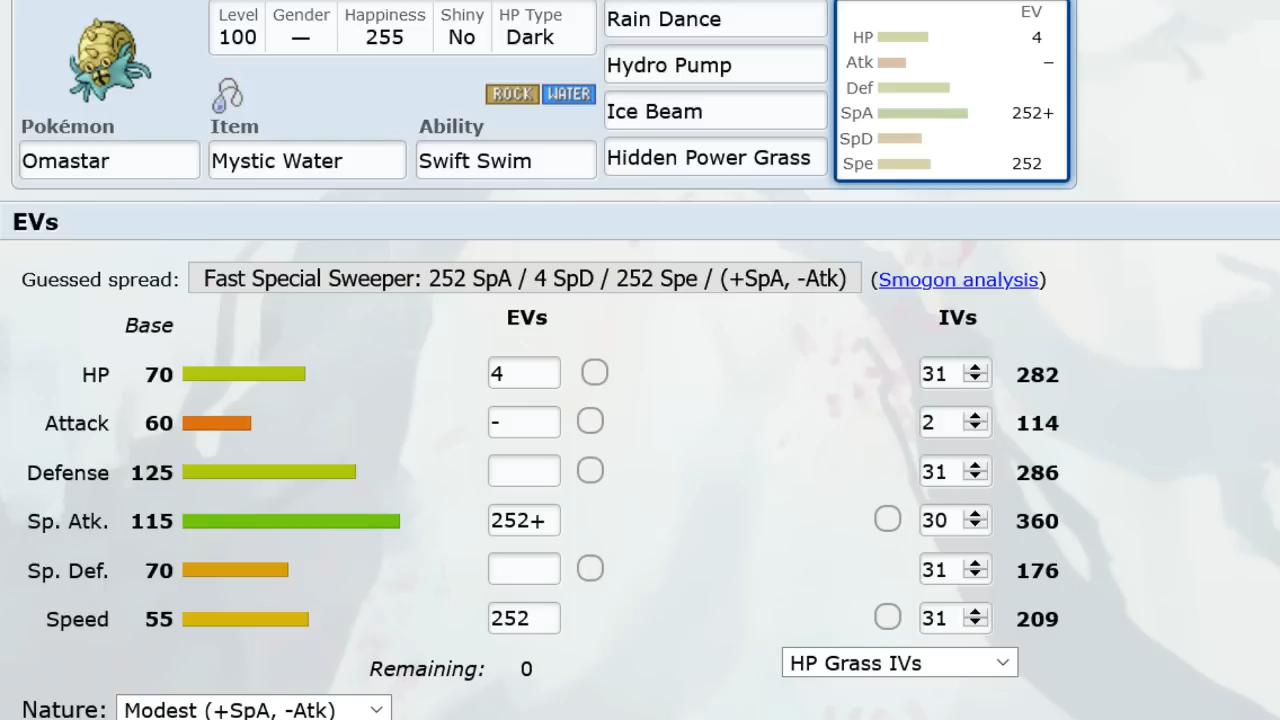 Level Gender Happiness Shiny HP Type
100 — 255 No Dark
Rain Dance
Hydro Pump
Ice Beam
Hidden Power Grass
ROCK WATER
Pokémon Item Ability
Omastar Mystic Water Swift Swim
EV
HP 4
Atk –
Def
SpA 252+
SpD
Spe 252
EVs
Guessed spread: Fast Special Sweeper: 252 SpA / 4 SpD / 252 Spe / (+SpA, -Atk) (Smogon analysis)
Base EVs IVs
HP 70 4 31 282
Attack 60 - 2 114
Defense 125 31 286
Sp. Atk. 115 252+ 30 360
Sp. Def. 70 31 176
Speed 55 252 31 209
Remaining: 0 HP Grass IVs
Nature: Modest (+SpA, -Atk)